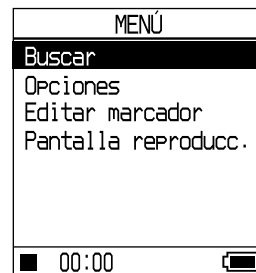 MENÚ
Buscar
Opciones
Editar marcador
Pantalla reproducc.
00:00